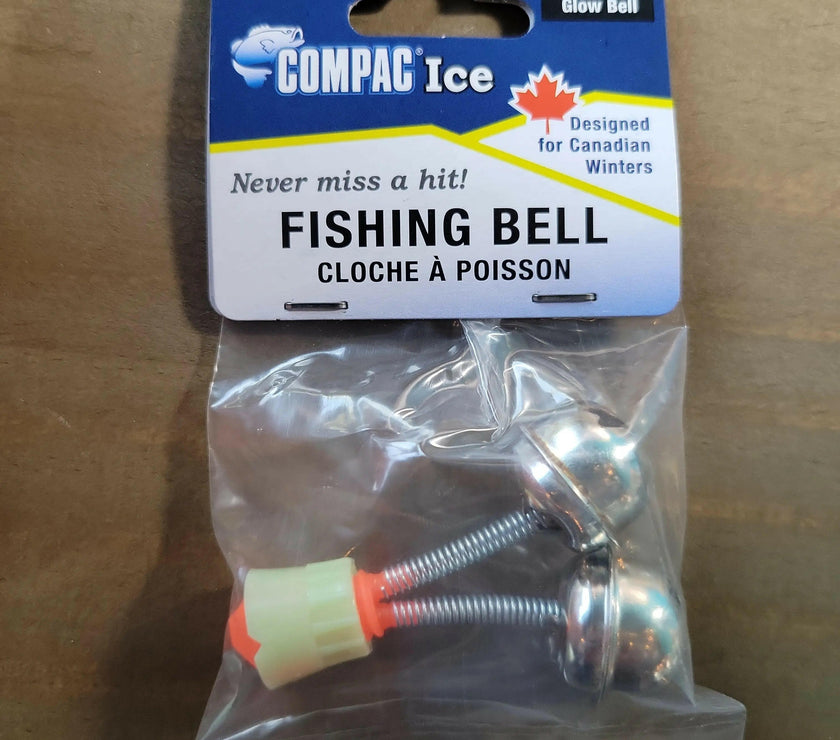 Glow Bell
COMPAC® Ice
Designed
for Canadian
Winters
Never miss a hit!
FISHING BELL
CLOCHE À POISSON